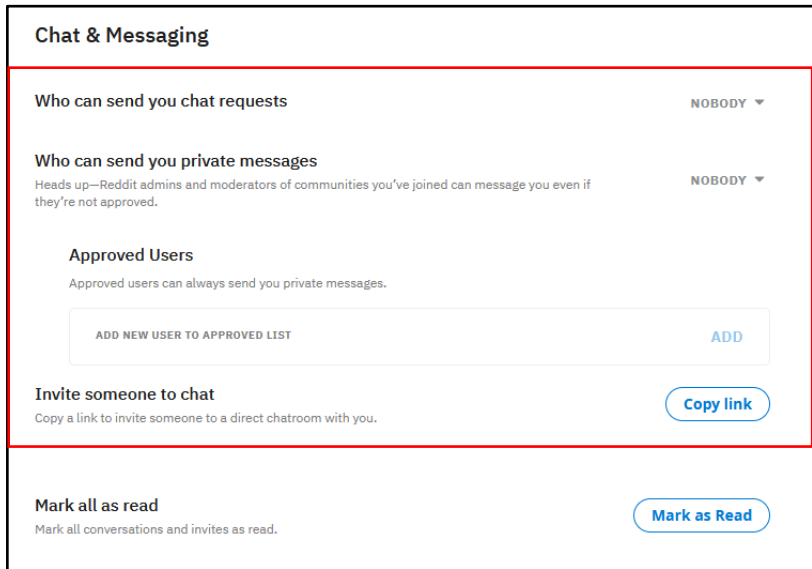 Chat & Messaging
Who can send you chat requests
NOBODY
Who can send you private messages
Heads up—Reddit admins and moderators of communities you've joined can message you even if
they're not approved.
NOBODY
Approved Users
Approved users can always send you private messages.
ADD NEW USER TO APPROVED LIST
ADD
Invite someone to chat
Copy a link to invite someone to a direct chatroom with you.
Copy link
Mark all as read
Mark all conversations and invites as read.
Mark as Read